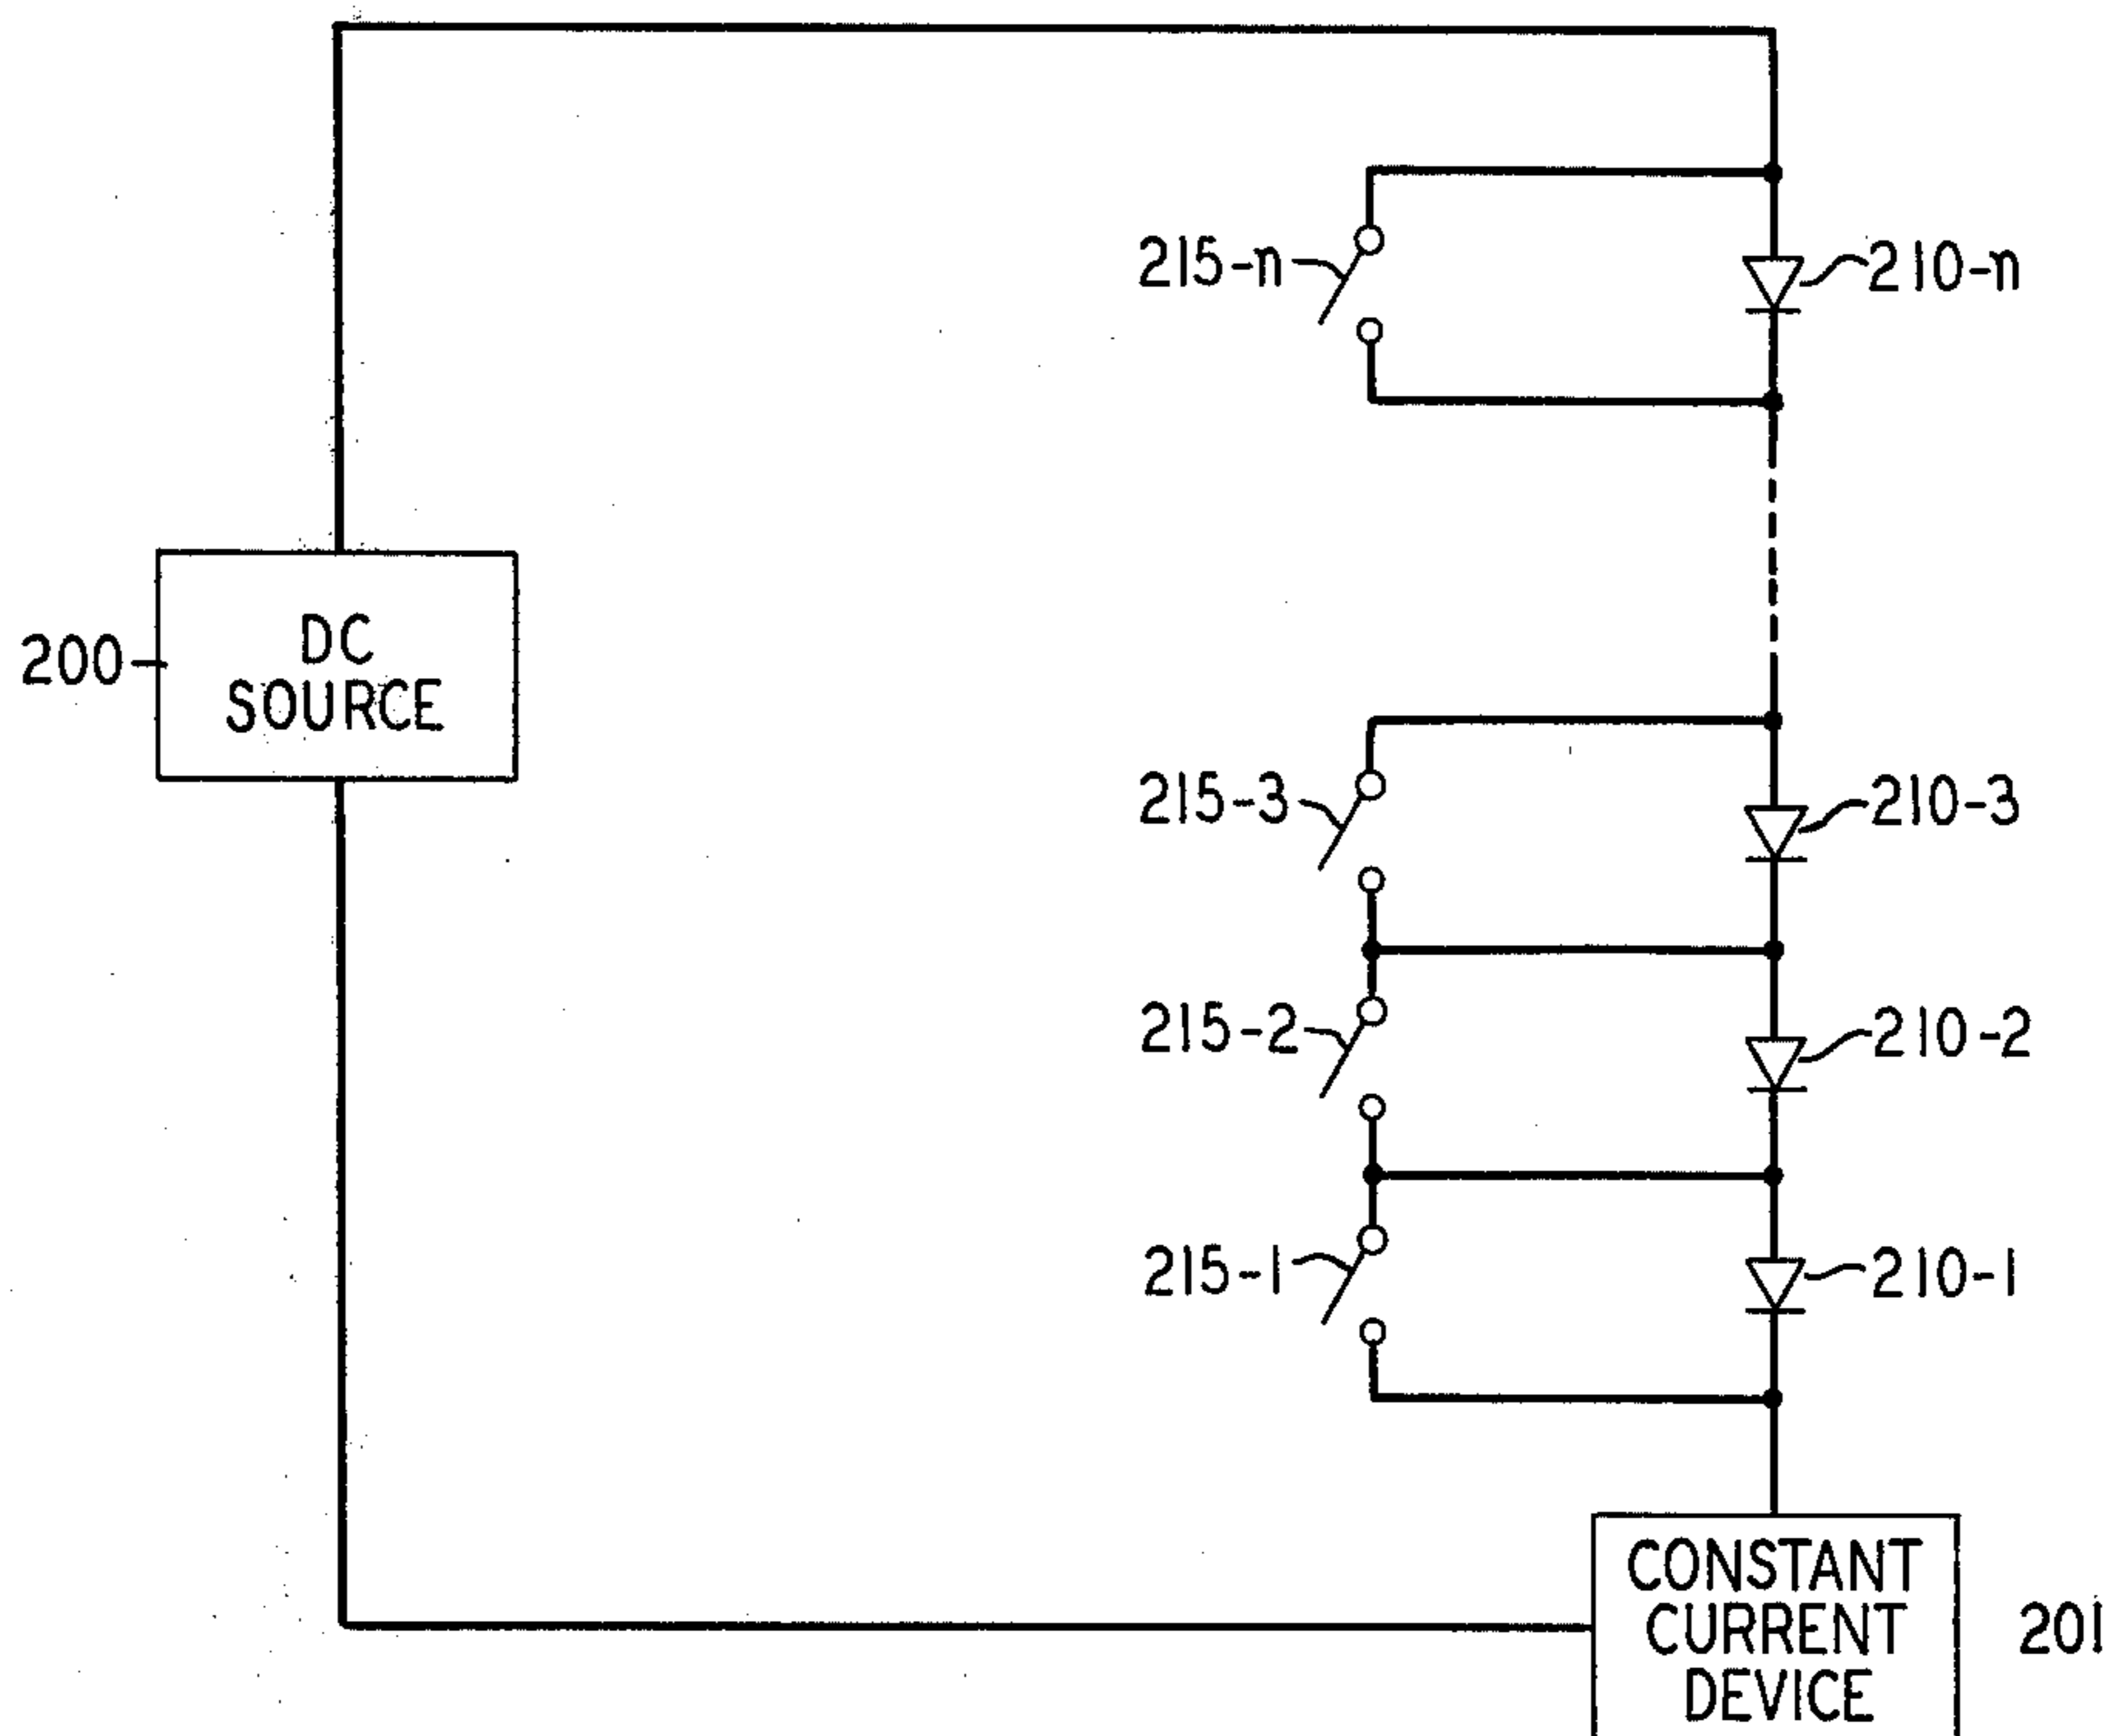 215-n
210-n
200
DC
SOURCE
215-3
210-3
215-2
210-2
215-1
210-1
CONSTANT
CURRENT
DEVICE
201